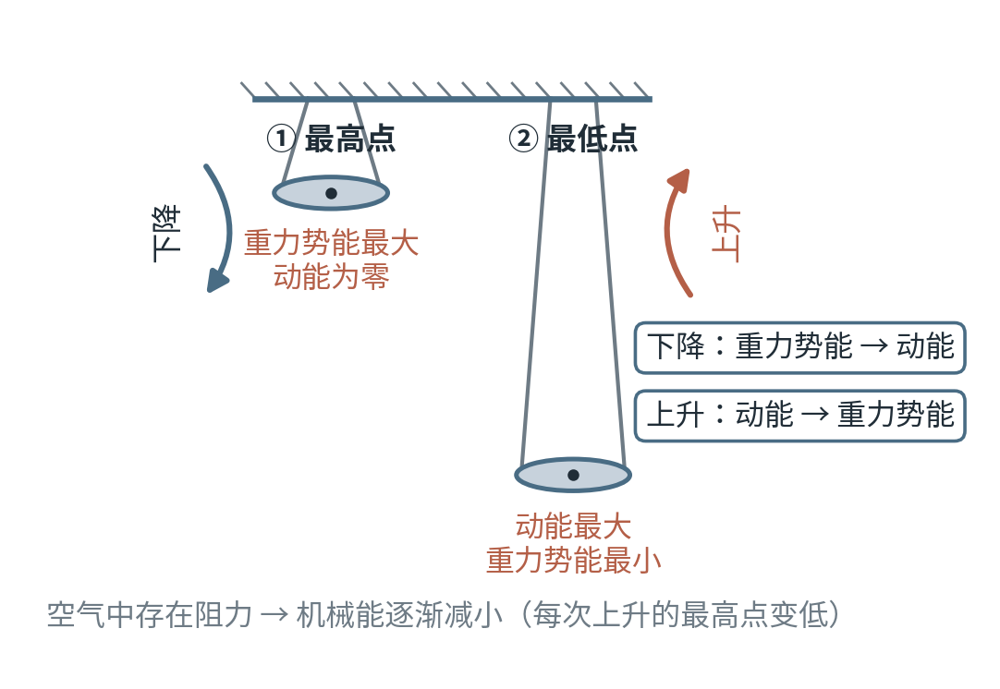 ① 最高点
② 最低点
下降
重力势能最大
动能为零
上升
下降：重力势能 → 动能
上升：动能 → 重力势能
动能最大
重力势能最小
空气中存在阻力 → 机械能逐渐减小（每次上升的最高点变低）